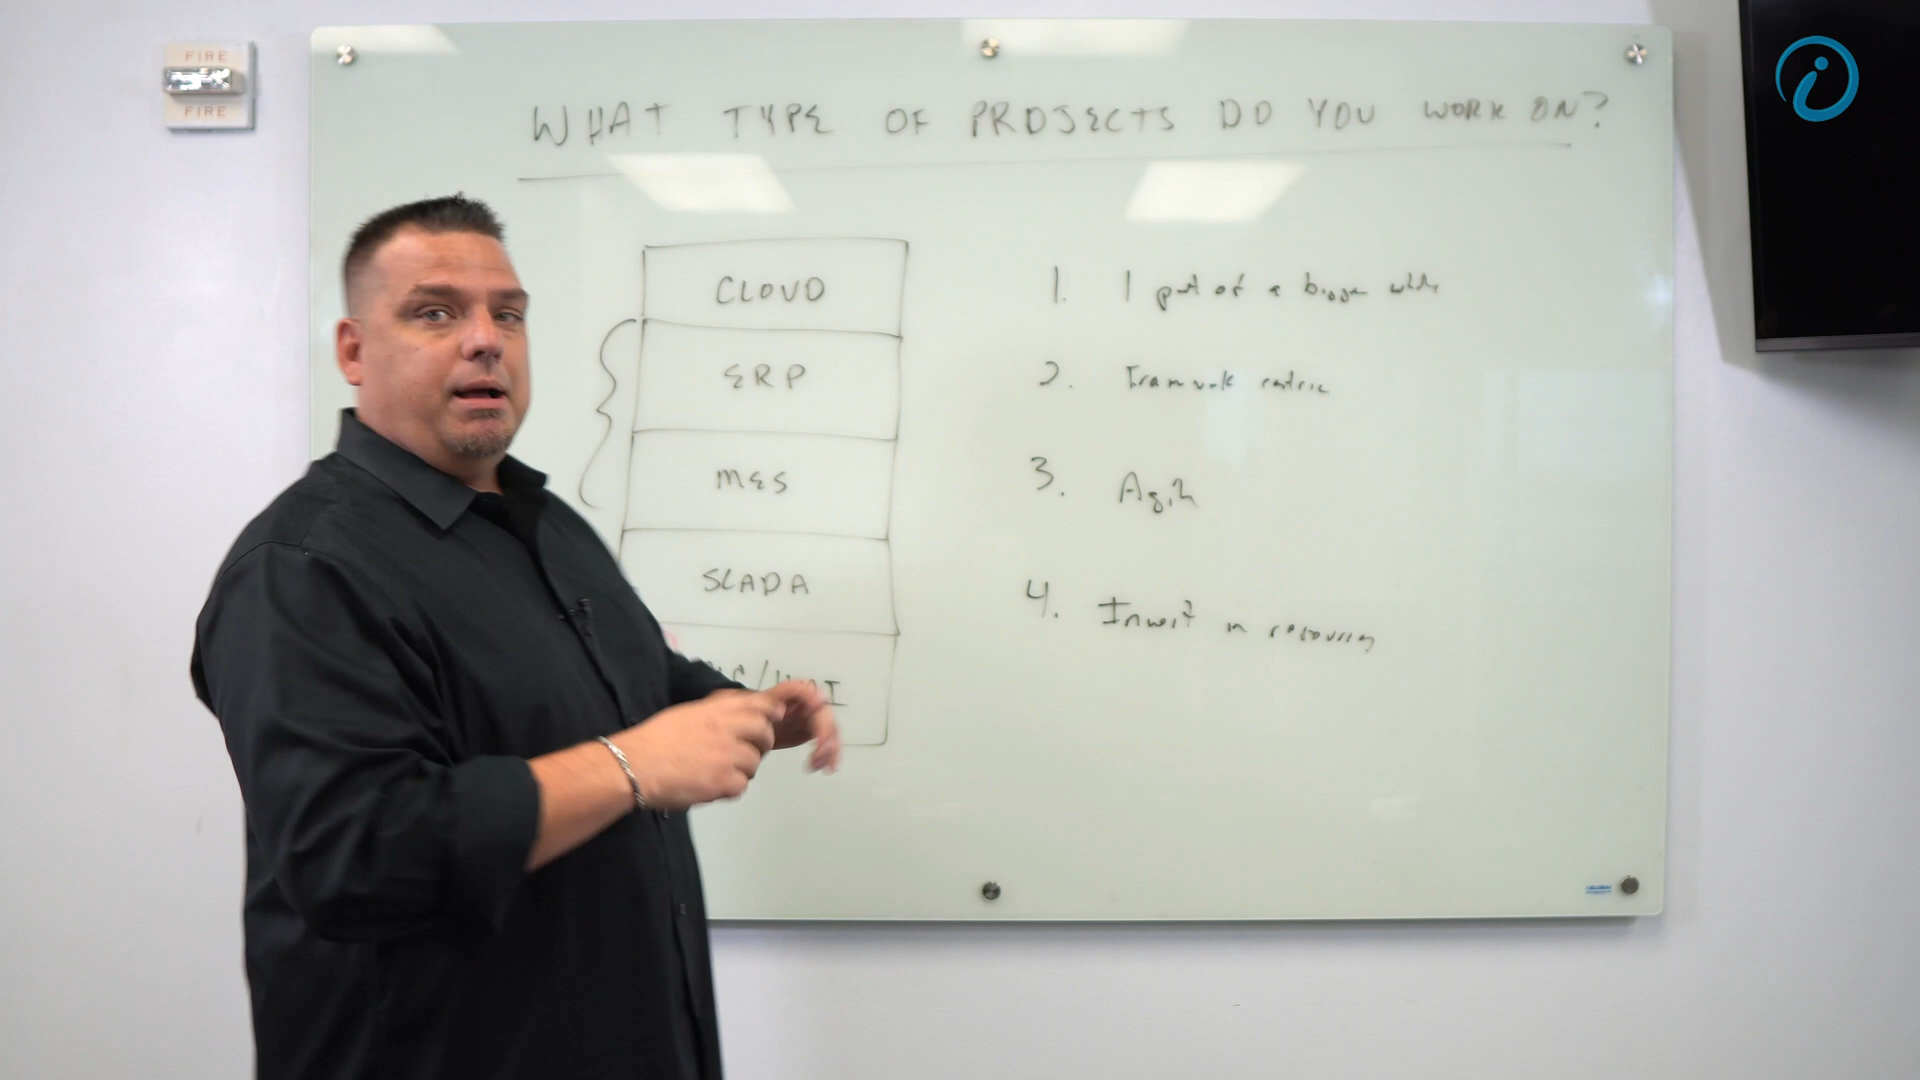 FIRE
FIRE
WHAT TYPE OF PROJECTS DO YOU WORK ON?
CLOUD
ERP
MES
SCADA
1. 1 part of a bigger whole
2. Framework centric
3. Agile
4. Invest in resources